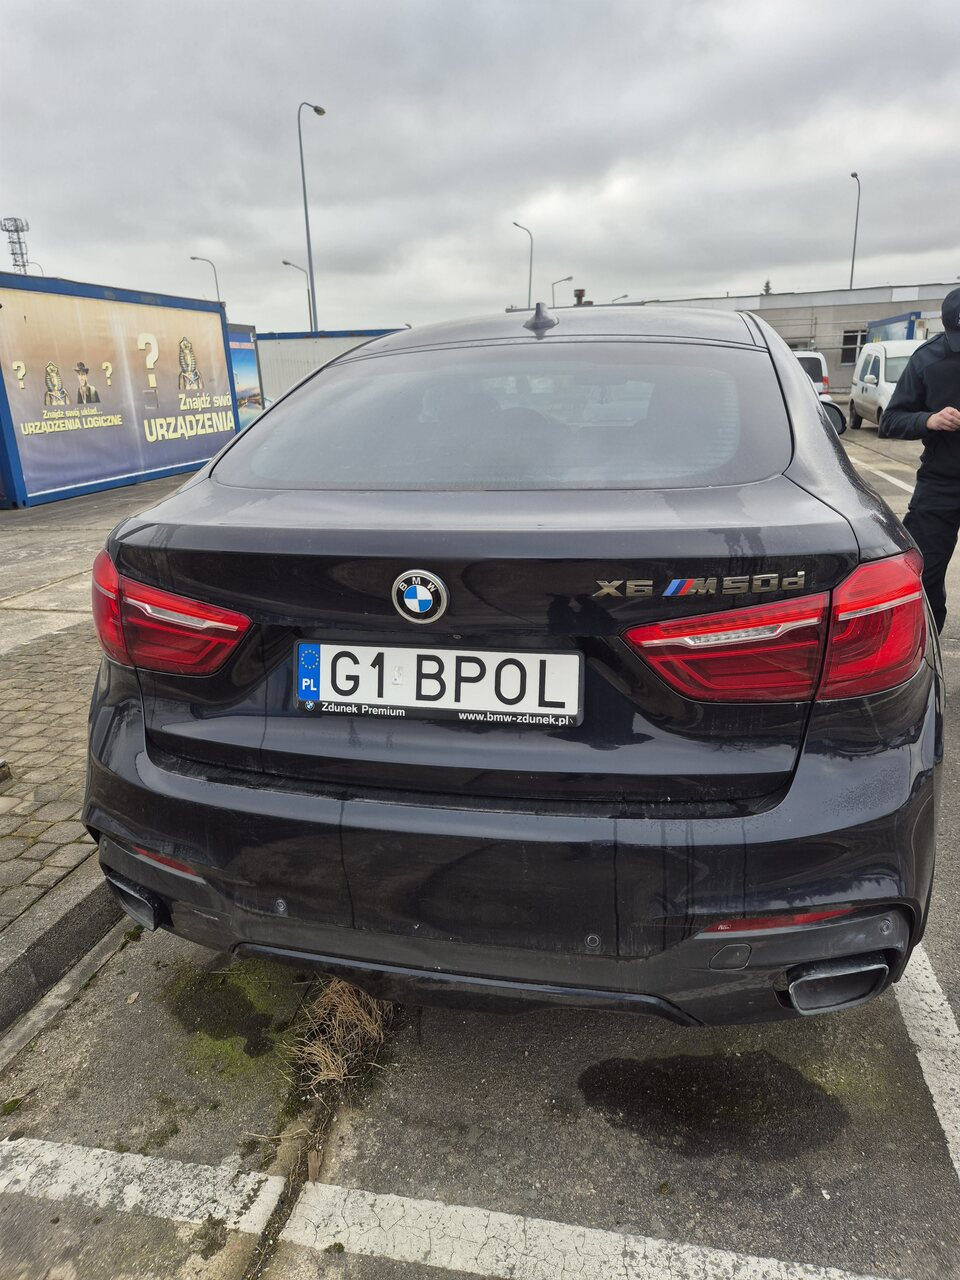 ?
?
?
Znajdź swój układ...
URZĄDZENIA LOGICZNE
Znajdź swó
URZĄDZENIA
BMW
X6 M50d
PL
G1 BPOL
Zdunek Premium www.bmw-zdunek.pl